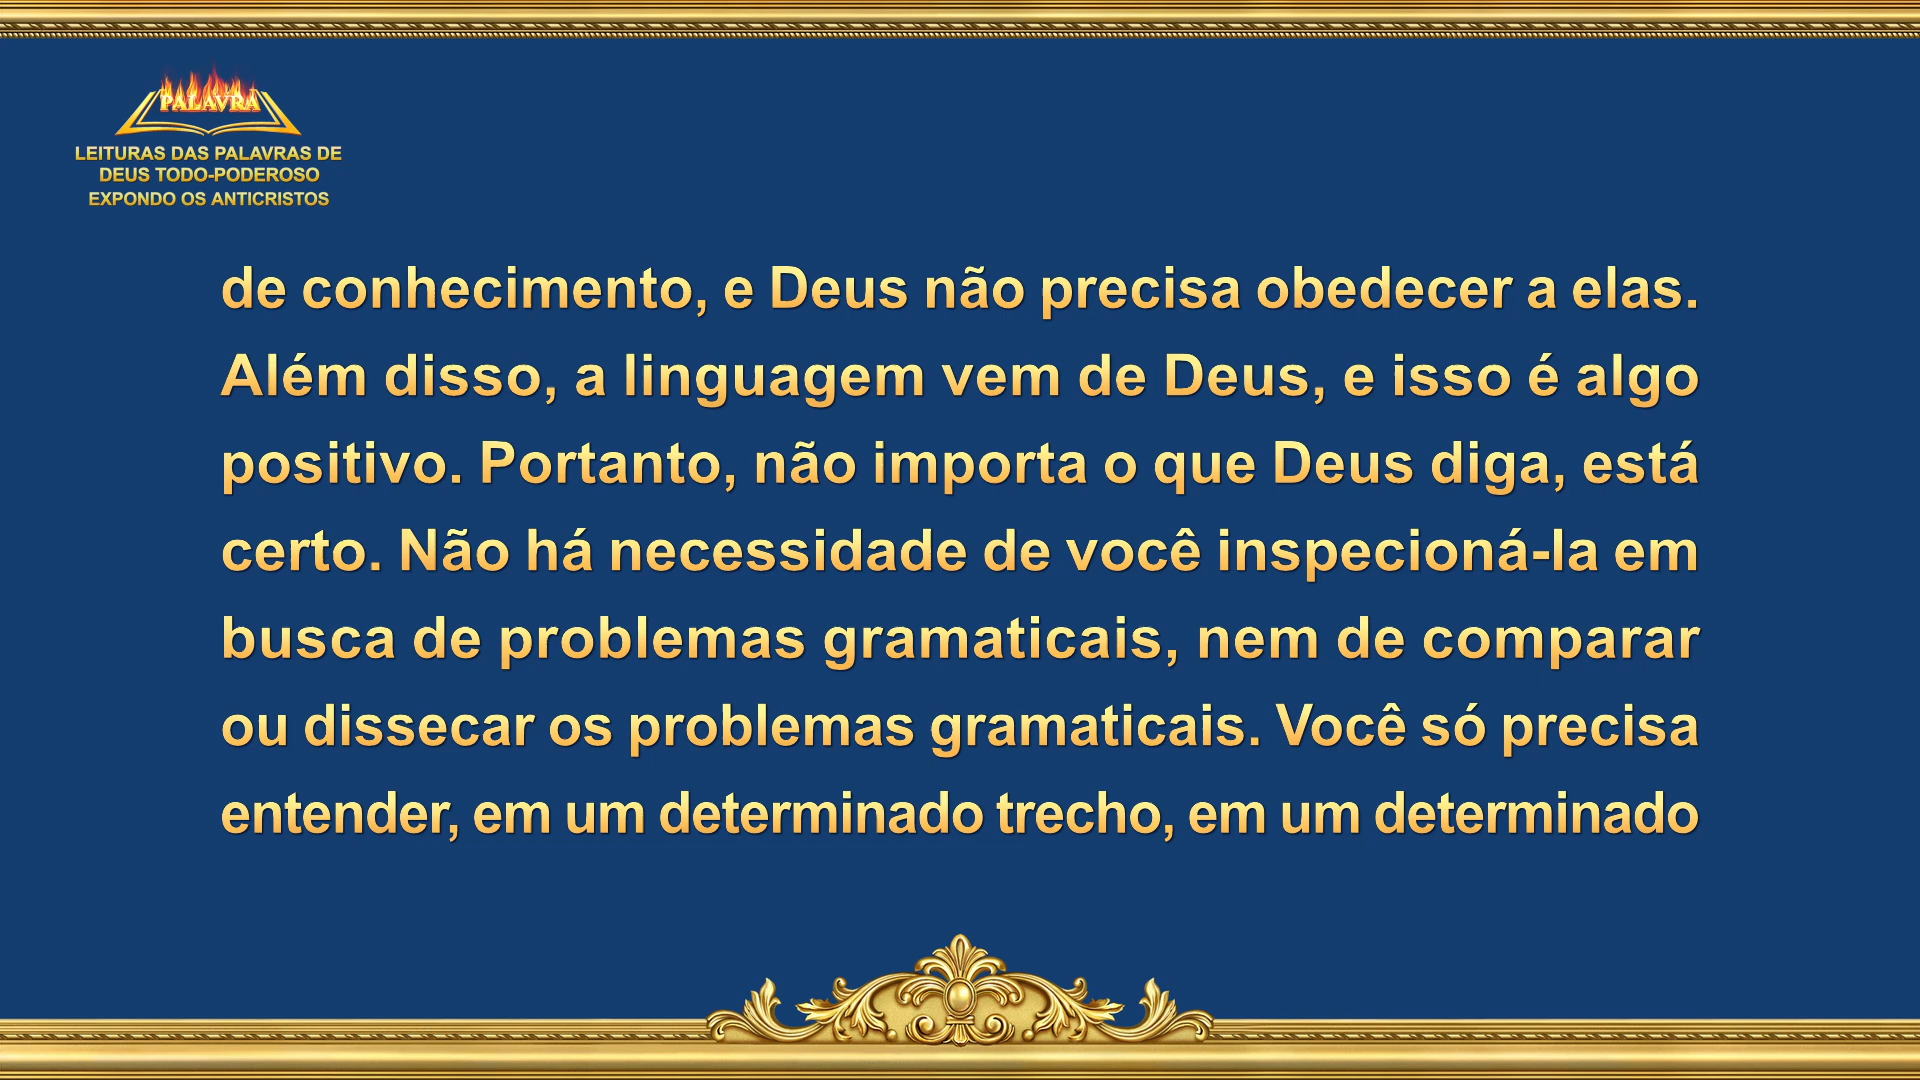 PALAVRA
LEITURAS DAS PALAVRAS DE
DEUS TODO-PODEROSO
EXPONDO OS ANTICRISTOS
de conhecimento, e Deus não precisa obedecer a elas.
Além disso, a linguagem vem de Deus, e isso é algo
positivo. Portanto, não importa o que Deus diga, está
certo. Não há necessidade de você inspecioná-la em
busca de problemas gramaticais, nem de comparar
ou dissecar os problemas gramaticais. Você só precisa
entender, em um determinado trecho, em um determinado